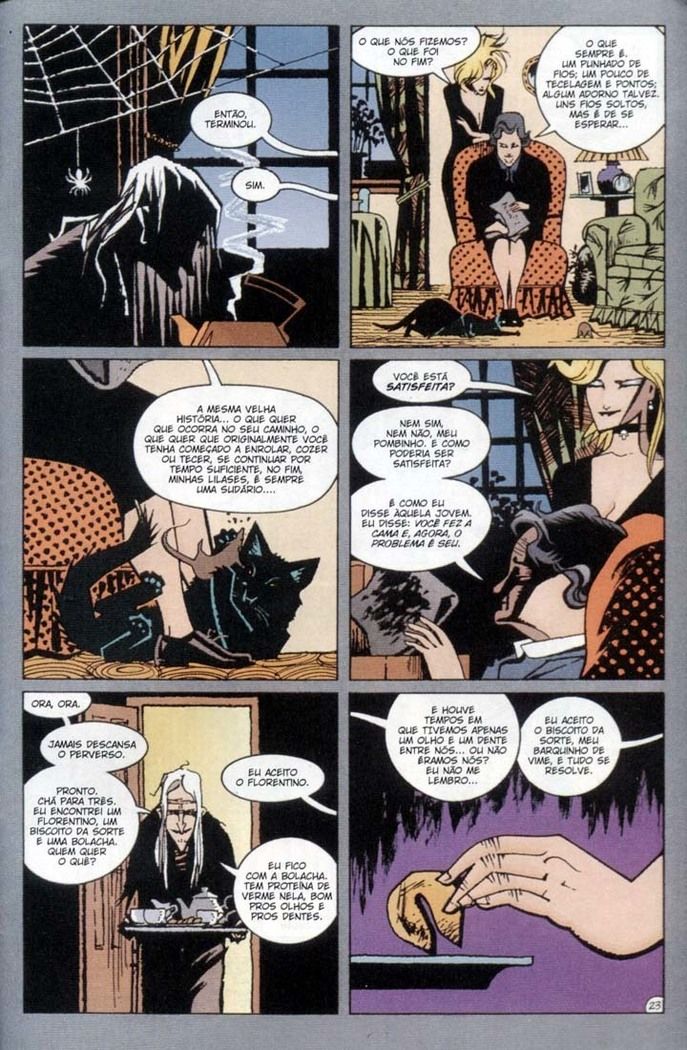 ENTÃO,
TERMINOU.
SIM.
O QUE NÓS FIZEMOS?
O QUE FOI
NO FIM?
O QUE
SEMPRE É.
UM PUNHADO DE
FIOS; UM POUCO DE
TECELAGEM E PONTOS;
ALGUM ADORNO TALVEZ.
UNS FIOS SOLTOS,
MAS É DE SE
ESPERAR...
A MESMA VELHA
HISTÓRIA... O QUE QUER
QUE OCORRA NO SEU CAMINHO, O
QUE QUER QUE ORIGINALMENTE VOCÊ
TENHA COMEÇADO A ENROLAR, COZER
OU TECER, SE CONTINUAR POR
TEMPO SUFICIENTE, NO FIM,
MINHAS LILASES, É SEMPRE
UMA SUDÁRIO....
VOCÊ ESTÁ
SATISFEITA?
NEM SIM,
NEM NÃO, MEU
POMBINHO. E COMO
PODERIA SER
SATISFEITA?
É COMO EU
DISSE ÀQUELA JOVEM.
EU DISSE: VOCÊ FEZ A
CAMA E, AGORA, O
PROBLEMA É SEU.
ORA, ORA.
JAMAIS DESCANSA
O PERVERSO.
PRONTO.
CHÁ PARA TRÊS.
EU ENCONTREI UM
FLORENTINO, UM
BISCOITO DA SORTE
E UMA BOLACHA.
QUEM QUER
O QUÊ?
EU ACEITO
O FLORENTINO.
EU FICO
COM A BOLACHA.
TEM PROTEÍNA DE
VERME NELA, BOM
PROS OLHOS E
PROS DENTES.
E HOUVE
TEMPOS EM
QUE TIVEMOS APENAS
UM OLHO E UM DENTE
ENTRE NÓS... OU NÃO
ÉRAMOS NÓS?
EU NÃO ME
LEMBRO...
EU ACEITO
O BISCOITO DA
SORTE, MEU
BARQUINHO DE
VIME, E TUDO SE
RESOLVE.
23